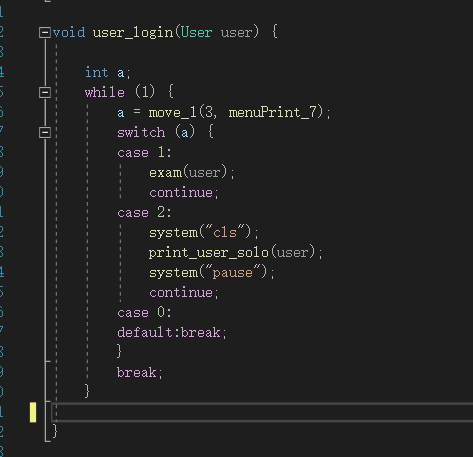 void user_login(User user) {
int a;
while (1) {
a = move_1(3, menuPrint_7);
switch (a) {
case 1:
exam(user);
continue;
case 2:
system("cls");
print_user_solo(user);
system("pause");
continue;
case 0:
default:break;
}
break;
}
}